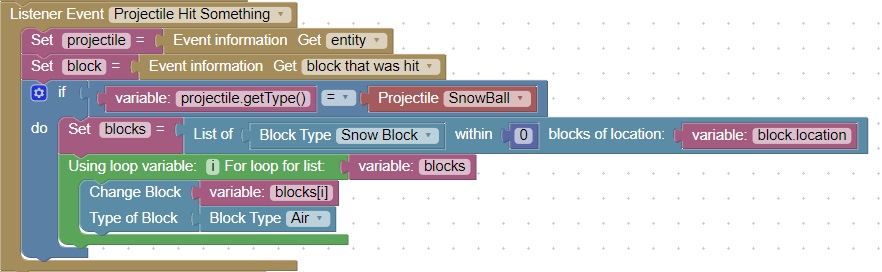 Listener Event Projectile Hit Something
Set projectile = Event information Get entity
Set block = Event information Get block that was hit
if variable: projectile.getType() = Projectile SnowBall
do Set blocks = List of Block Type Snow Block within 0 blocks of location: variable: block.location
Using loop variable: i For loop for list: variable: blocks
Change Block variable: blocks[i]
Type of Block Block Type Air